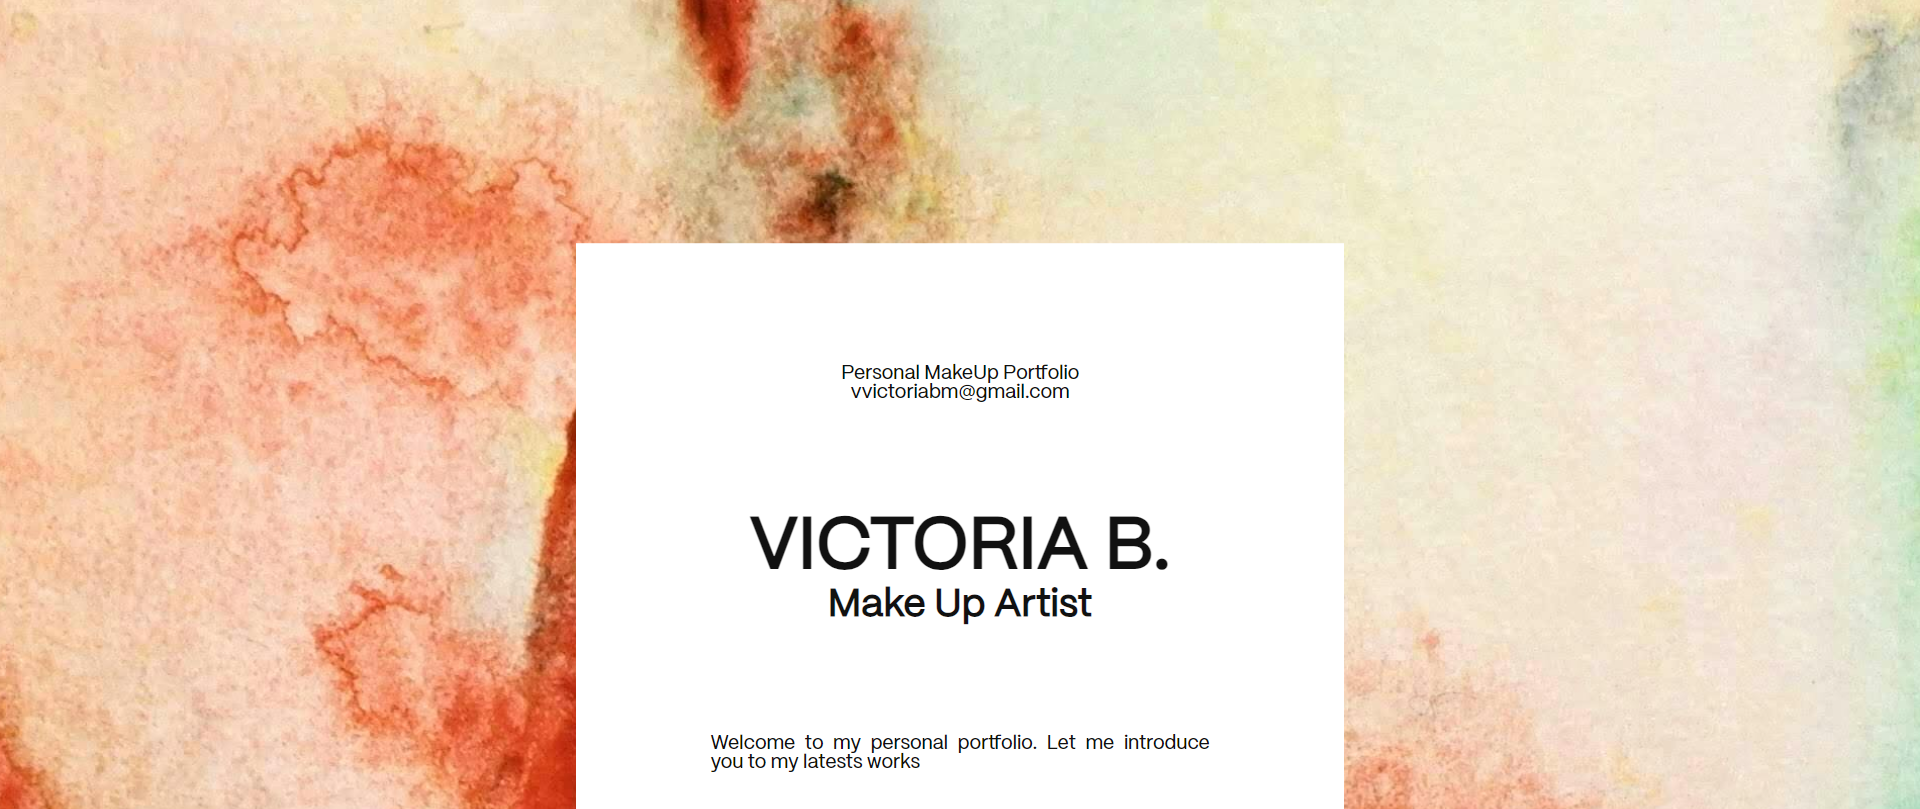 Personal MakeUp Portfolio
vvictoriabm@gmail.com
VICTORIA B.
Make Up Artist
Welcome to my personal portfolio. Let me introduce
you to my latests works